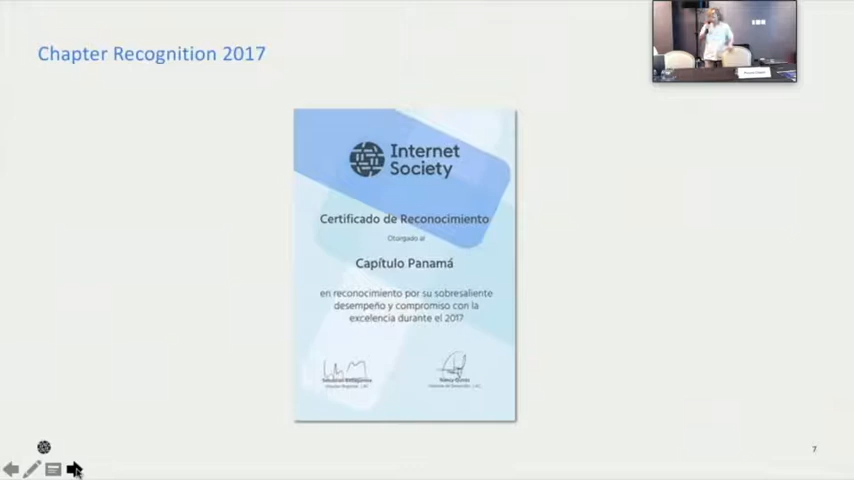 Chapter Recognition 2017
Internet
Society
Certificado de Reconocimiento
Otorgado al
Capítulo Panamá
en reconocimiento por su sobresaliente
desempeño y compromiso con la
excelencia durante el 2017
7